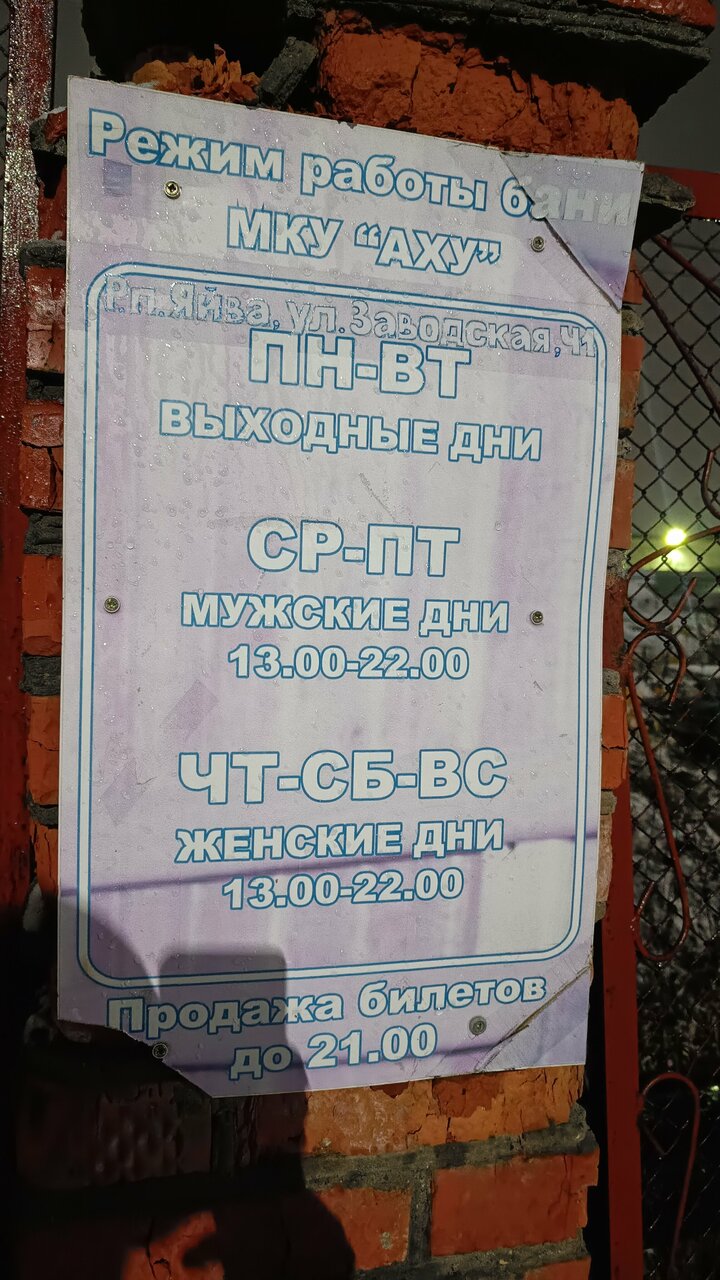 Режим работы бани
МКУ “АХУ”
Р.п.Яйва, ул.Заводская,41
ПН-ВТ
ВЫХОДНЫЕ ДНИ
СР-ПТ
МУЖСКИЕ ДНИ
13.00-22.00
ЧТ-СБ-ВС
ЖЕНСКИЕ ДНИ
13.00-22.00
Продажа билетов
до 21.00